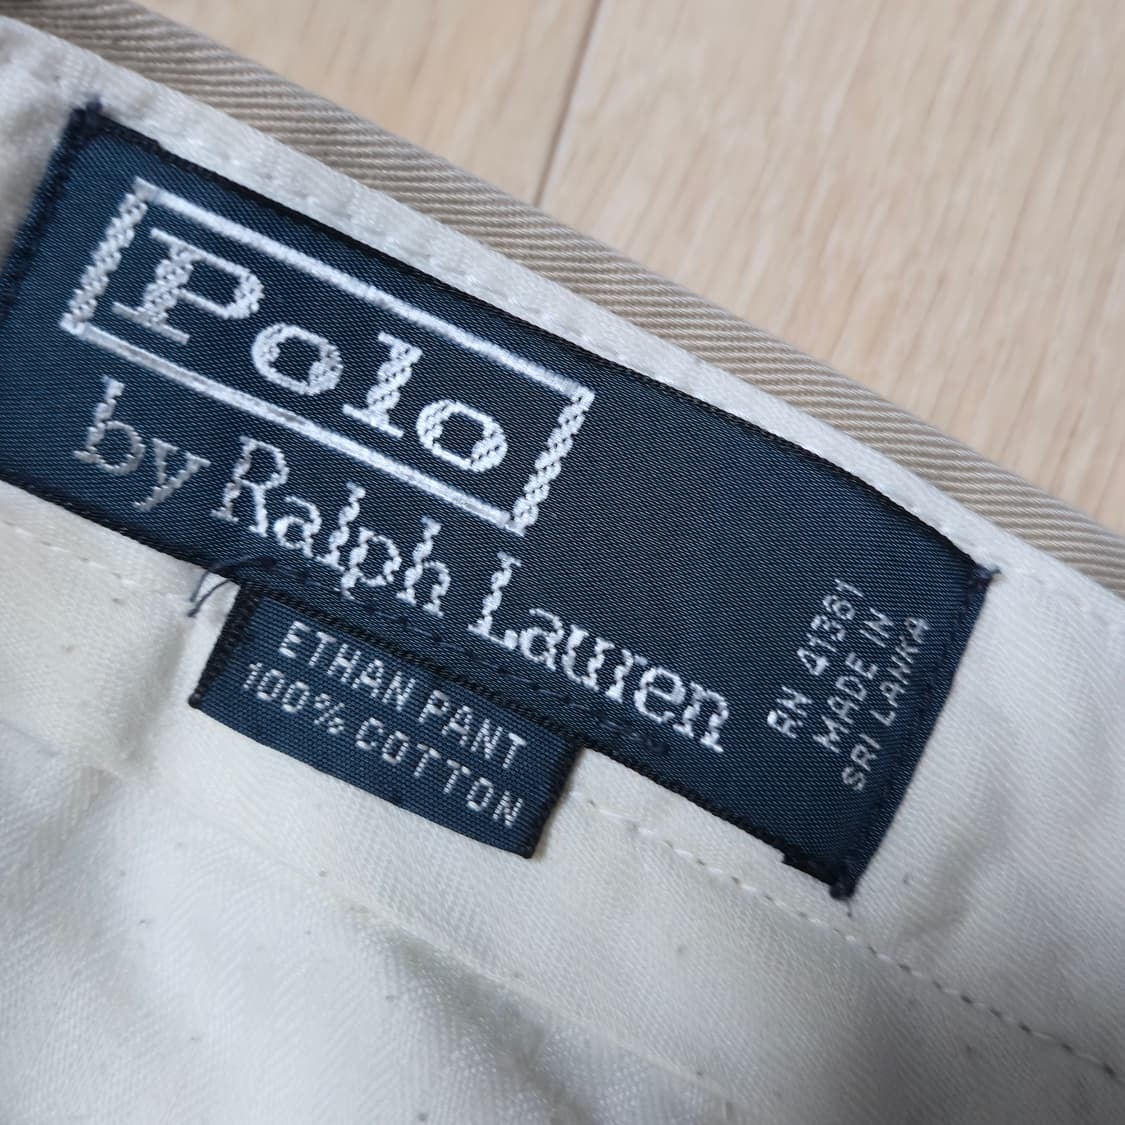 Polo
by Ralph Lauren
RN 41381
MADE IN
SRI LANKA
ETHAN PANT
100% COTTON